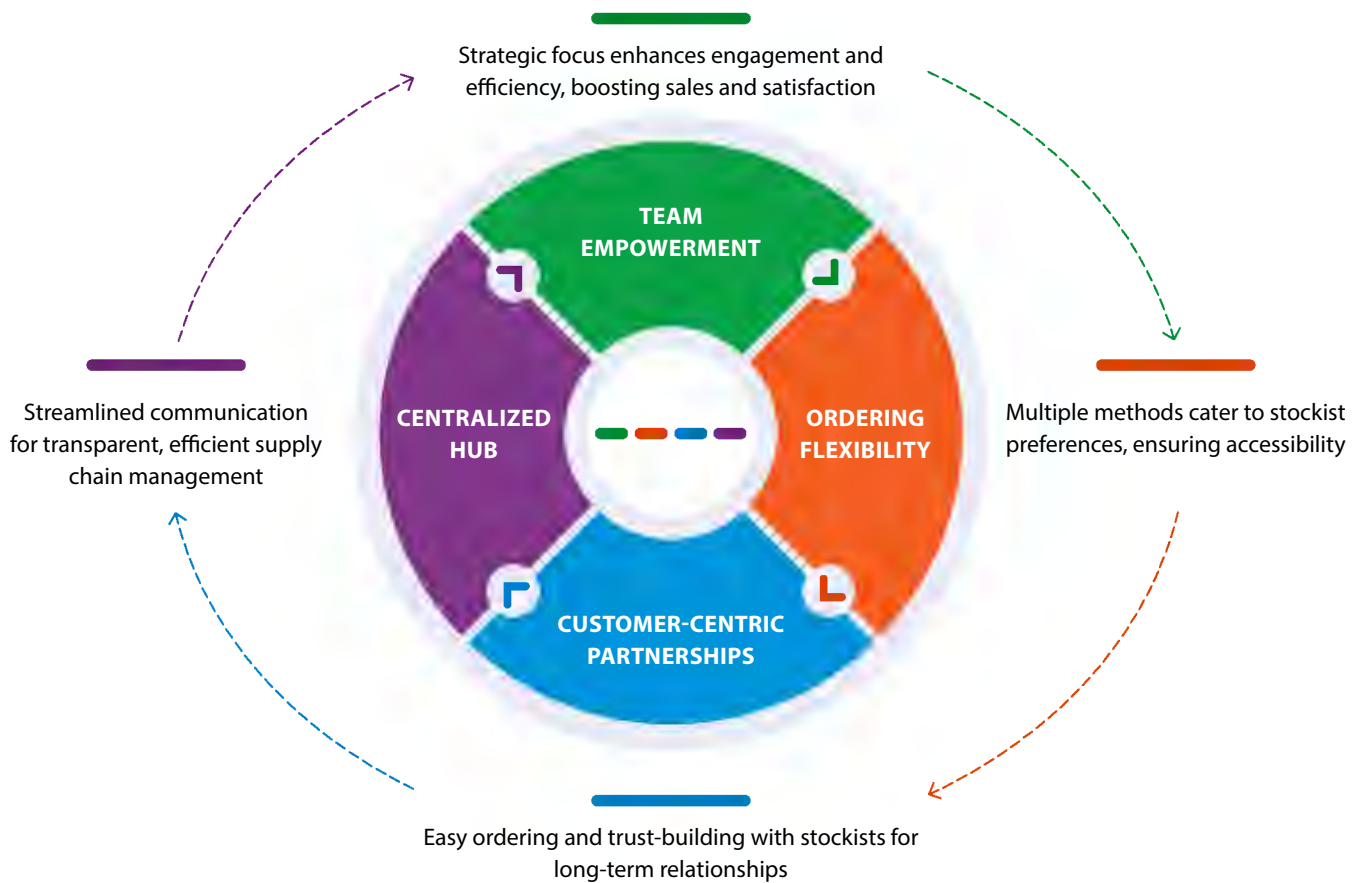 Strategic focus enhances engagement and
efficiency, boosting sales and satisfaction
TEAM
EMPOWERMENT
CENTRALIZED
HUB
ORDERING
FLEXIBILITY
CUSTOMER-CENTRIC
PARTNERSHIPS
Streamlined communication
for transparent, efficient supply
chain management
Multiple methods cater to stockist
preferences, ensuring accessibility
Easy ordering and trust-building with stockists for
long-term relationships